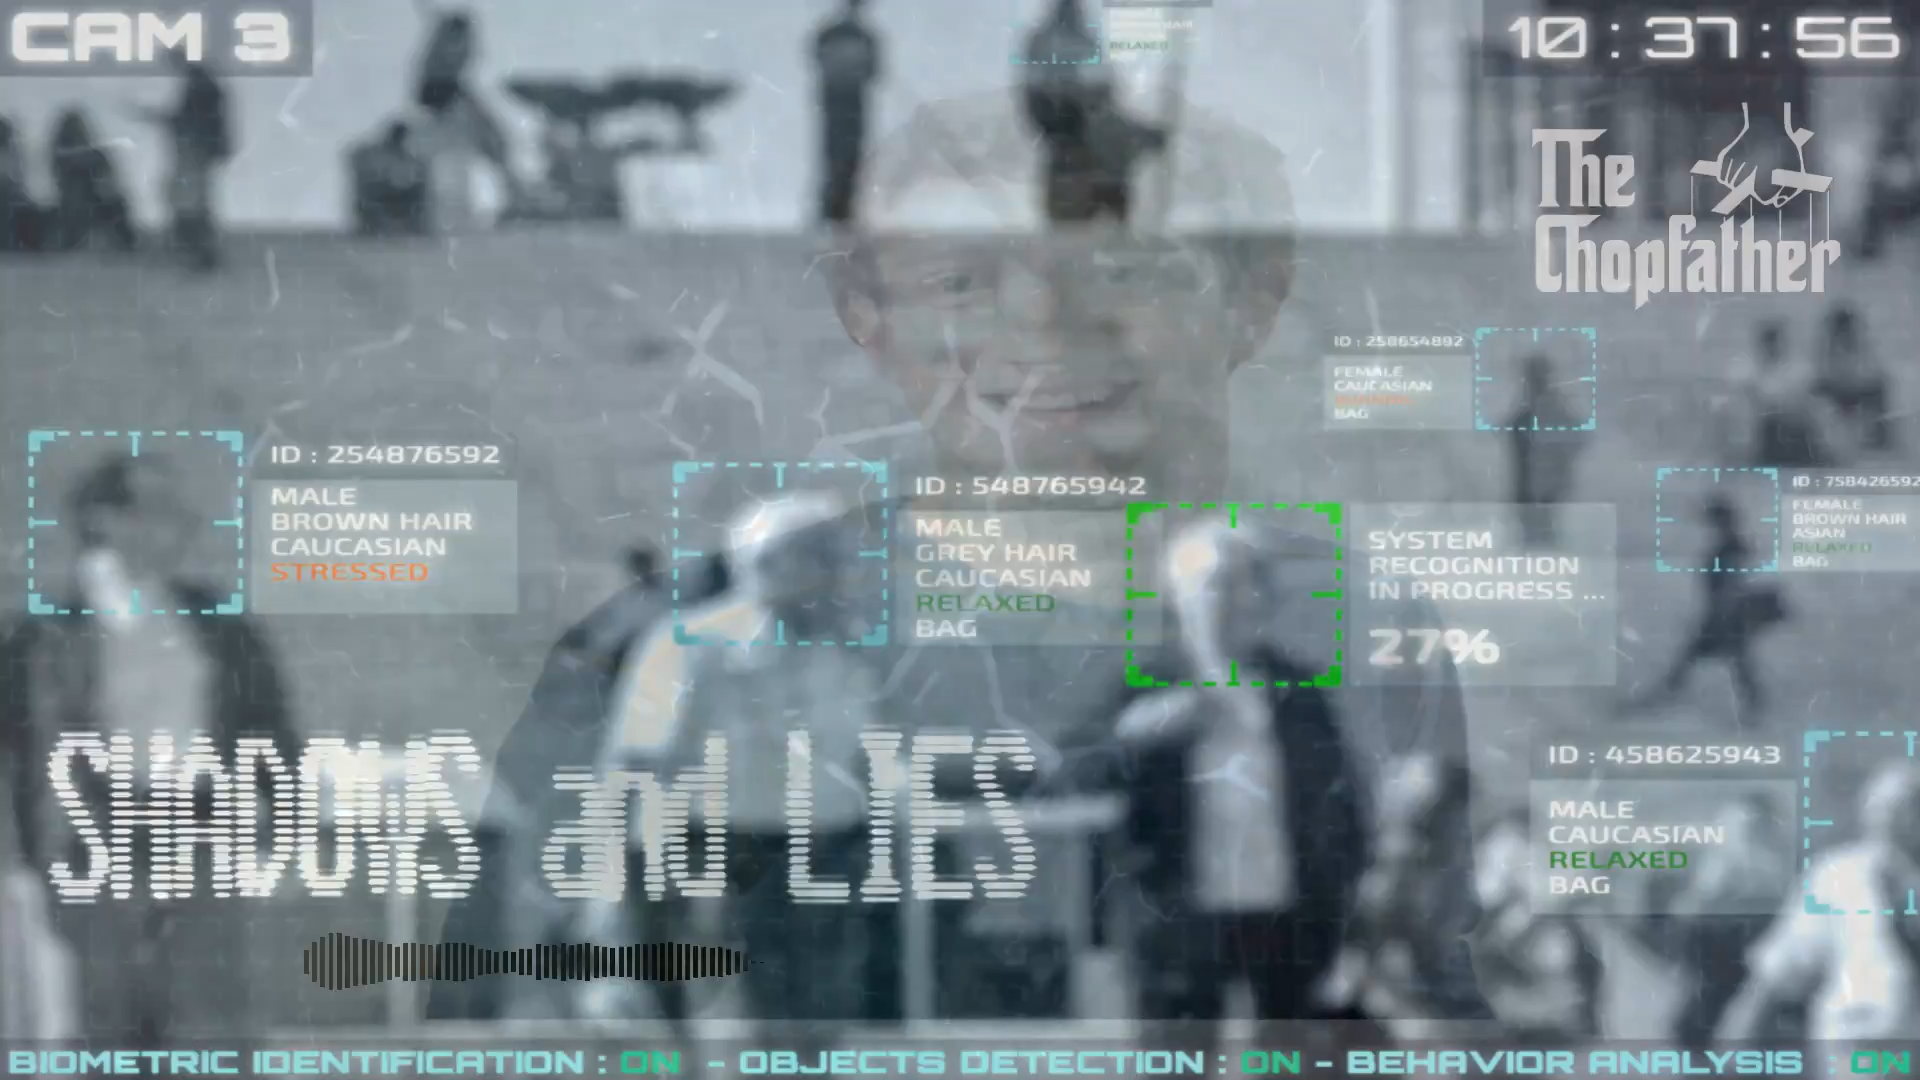 CAM 3
10 : 37 : 56
RELAXED
The
Chopfather
ID : 258654892
FEMALE
CAUCASIAN
BAG
ID : 254876592
MALE
BROWN HAIR
CAUCASIAN
STRESSED
ID : 548765942
MALE
GREY HAIR
CAUCASIAN
RELAXED
BAG
SYSTEM
RECOGNITION
IN PROGRESS ...
27%
ID : 758426592
FEMALE
BROWN HAIR
ASIAN
RELAXED
BAG
SHADOWS and LIES
ID : 458625943
MALE
CAUCASIAN
RELAXED
BAG
BIOMETRIC IDENTIFICATION : ON - OBJECTS DETECTION : ON - BEHAVIOR ANALYSIS : ON